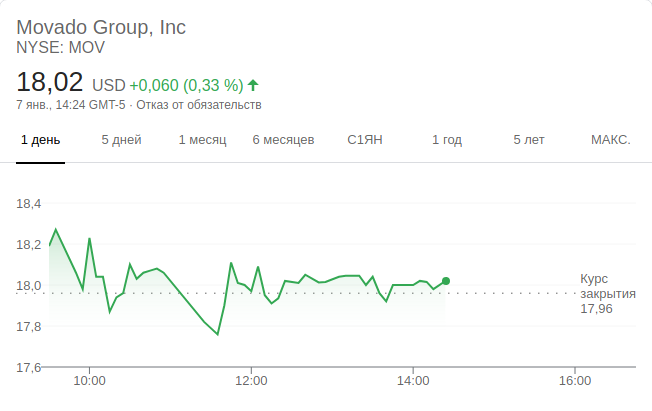 Movado Group, Inc
NYSE: MOV
18,02 USD +0,060 (0,33 %)
7 янв., 14:24 GMT-5 · Отказ от обязательств
1 день 5 дней 1 месяц 6 месяцев С1ЯН 1 год 5 лет МАКС.
18,4
18,2
18,0
17,8
17,6
Курс
закрытия
17,96
10:00 12:00 14:00 16:00